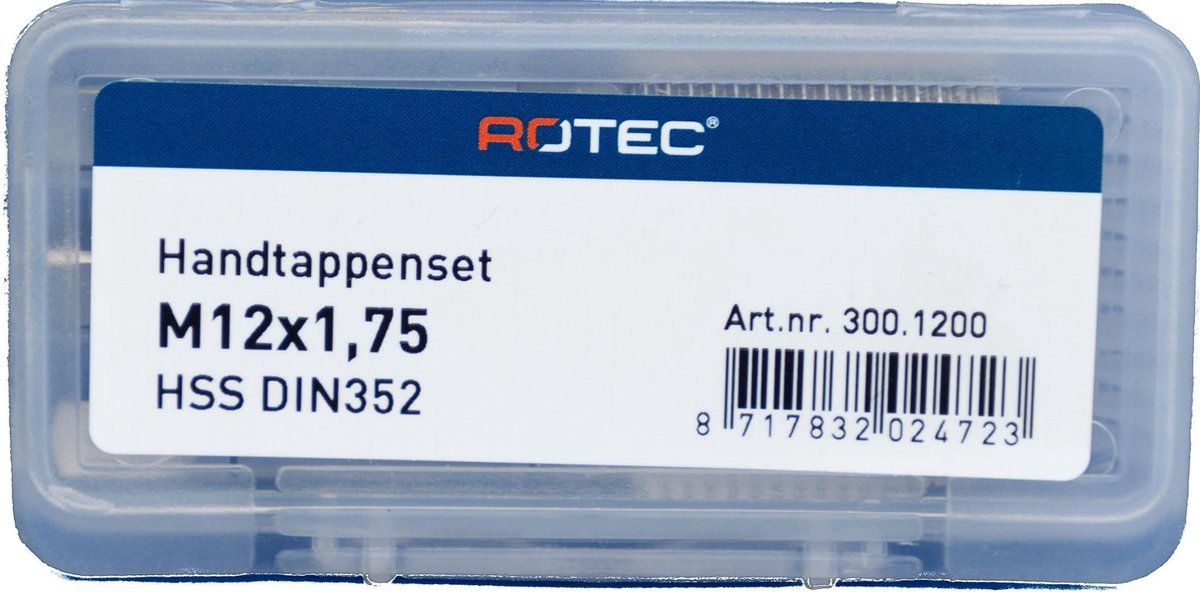 ROTEC®
Handtappenset
M12x1,75
HSS DIN352
Art.nr. 300.1200
8 717832 024723